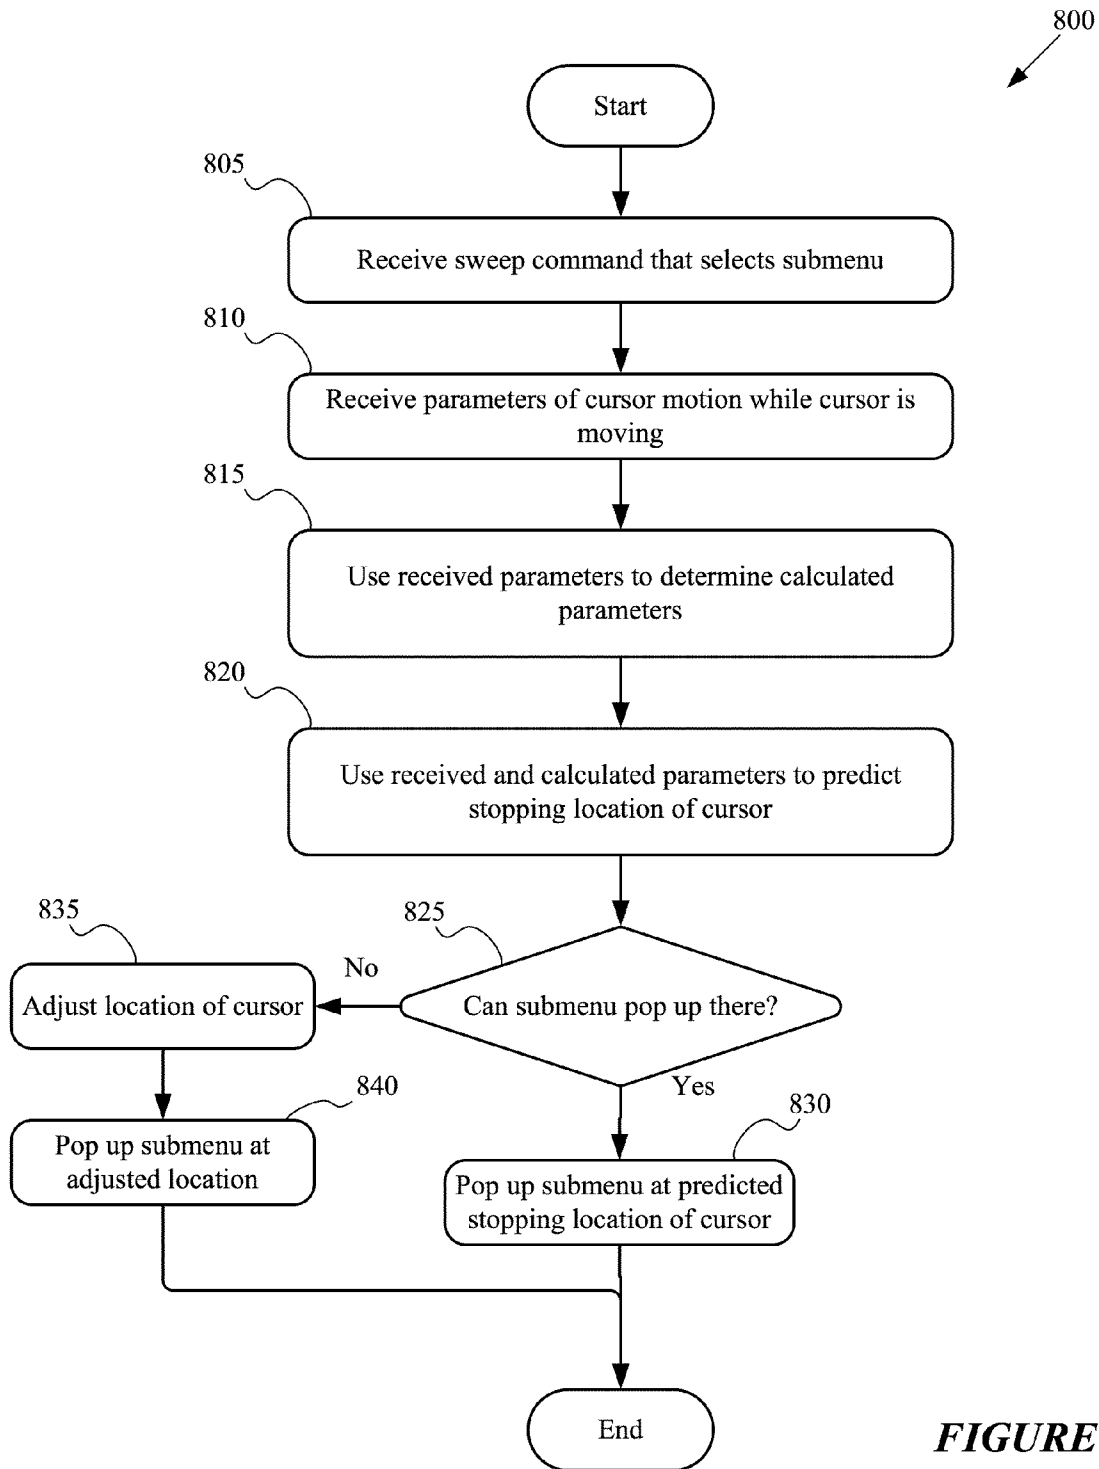 800
Start
805
Receive sweep command that selects submenu
810
Receive parameters of cursor motion while cursor is
moving
815
Use received parameters to determine calculated
parameters
820
Use received and calculated parameters to predict
stopping location of cursor
835
825
No
Adjust location of cursor
Can submenu pop up there?
840
Yes
830
Pop up submenu at
adjusted location
Pop up submenu at predicted
stopping location of cursor
End
FIGURE